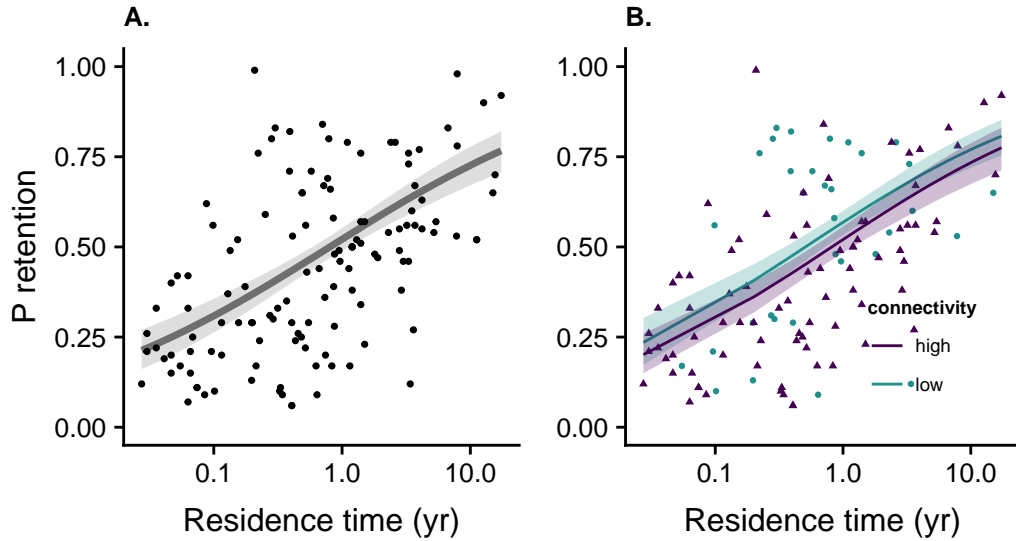 A.
B.
P retention
1.00
0.75
0.50
0.25
0.00
0.1
1.0
10.0
Residence time (yr)
1.00
0.75
0.50
0.25
0.00
connectivity
high
low
0.1
1.0
10.0
Residence time (yr)